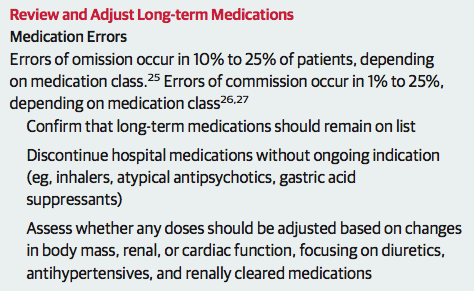 Review and Adjust Long-term Medications
Medication Errors
Errors of omission occur in 10% to 25% of patients, depending
on medication class.25 Errors of commission occur in 1% to 25%,
depending on medication class26,27
Confirm that long-term medications should remain on list
Discontinue hospital medications without ongoing indication
(eg, inhalers, atypical antipsychotics, gastric acid
suppressants)
Assess whether any doses should be adjusted based on changes
in body mass, renal, or cardiac function, focusing on diuretics,
antihypertensives, and renally cleared medications